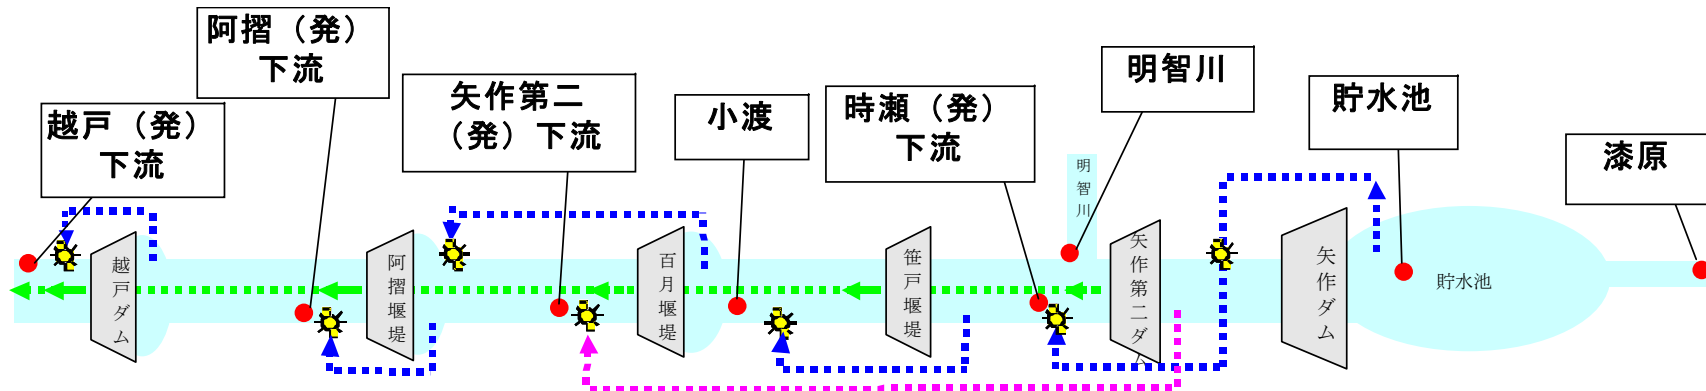 阿摺（発）
下流
越戸（発）
下流
矢作第二
（発）下流
小渡
時瀬（発）
下流
明智川
貯水池
漆原
明智川
越戸ダム
阿摺堰堤
百月堰堤
笹戸堰堤
矢作第二ダム
矢作ダム
貯水池